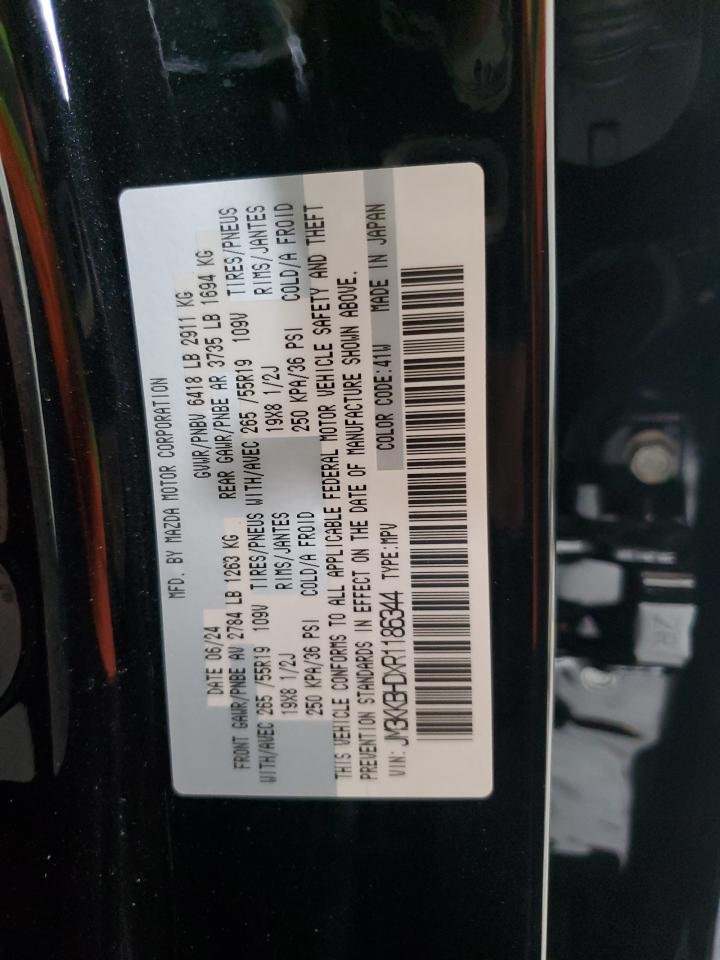 MFD. BY MAZDA MOTOR CORPORATION
DATE 06/24 GVWR/PNBV 6418 LB 2911 KG
FRONT GAWR/PNBE AV 2784 LB 1263 KG REAR GAWR/PNBE AR 3735 LB 1694 KG
WITH/AVEC 265 /55R19 109V TIRES/PNEUS WITH/AVEC 265 /55R19 109V TIRES/PNEUS
19X8 1/2J RIMS/JANTES 19X8 1/2J RIMS/JANTES
250 KPA/36 PSI COLD/A FROID 250 KPA/36 PSI COLD/A FROID
THIS VEHICLE CONFORMS TO ALL APPLICABLE FEDERAL MOTOR VEHICLE SAFETY AND THEFT
PREVENTION STANDARDS IN EFFECT ON THE DATE OF MANUFACTURE SHOWN ABOVE.
VIN: JM3KKBHDXR1186344 TYPE:MPV COLOR CODE:41W MADE IN JAPAN